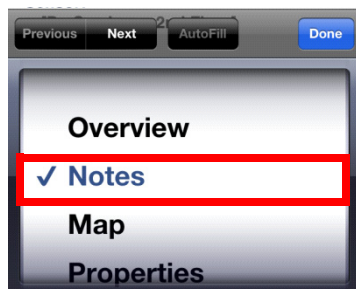 Previous Next AutoFill Done
Overview
✓ Notes
Map
Properties